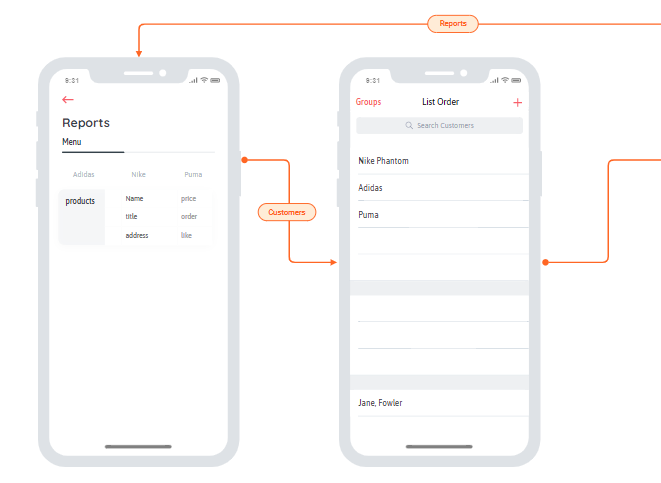 Reports
9:31
Reports
Menu
Adidas Nike Puma
products
Name price
title order
address like
Customers
9:31
Groups List Order +
Search Customers
Nike Phantom
Adidas
Puma
Jane, Fowler